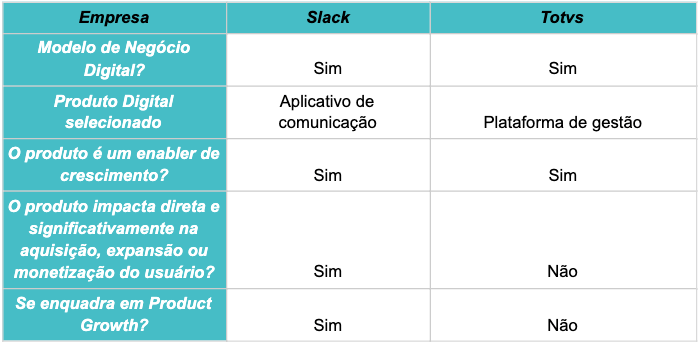 Empresa Slack Totvs
Modelo de Negócio
Digital? Sim Sim
Produto Digital Aplicativo de
selecionado comunicação Plataforma de gestão
O produto é um enabler de
crescimento? Sim Sim
O produto impacta direta e
significativamente na
aquisição, expansão ou
monetização do usuário? Sim Não
Se enquadra em Product
Growth? Sim Não